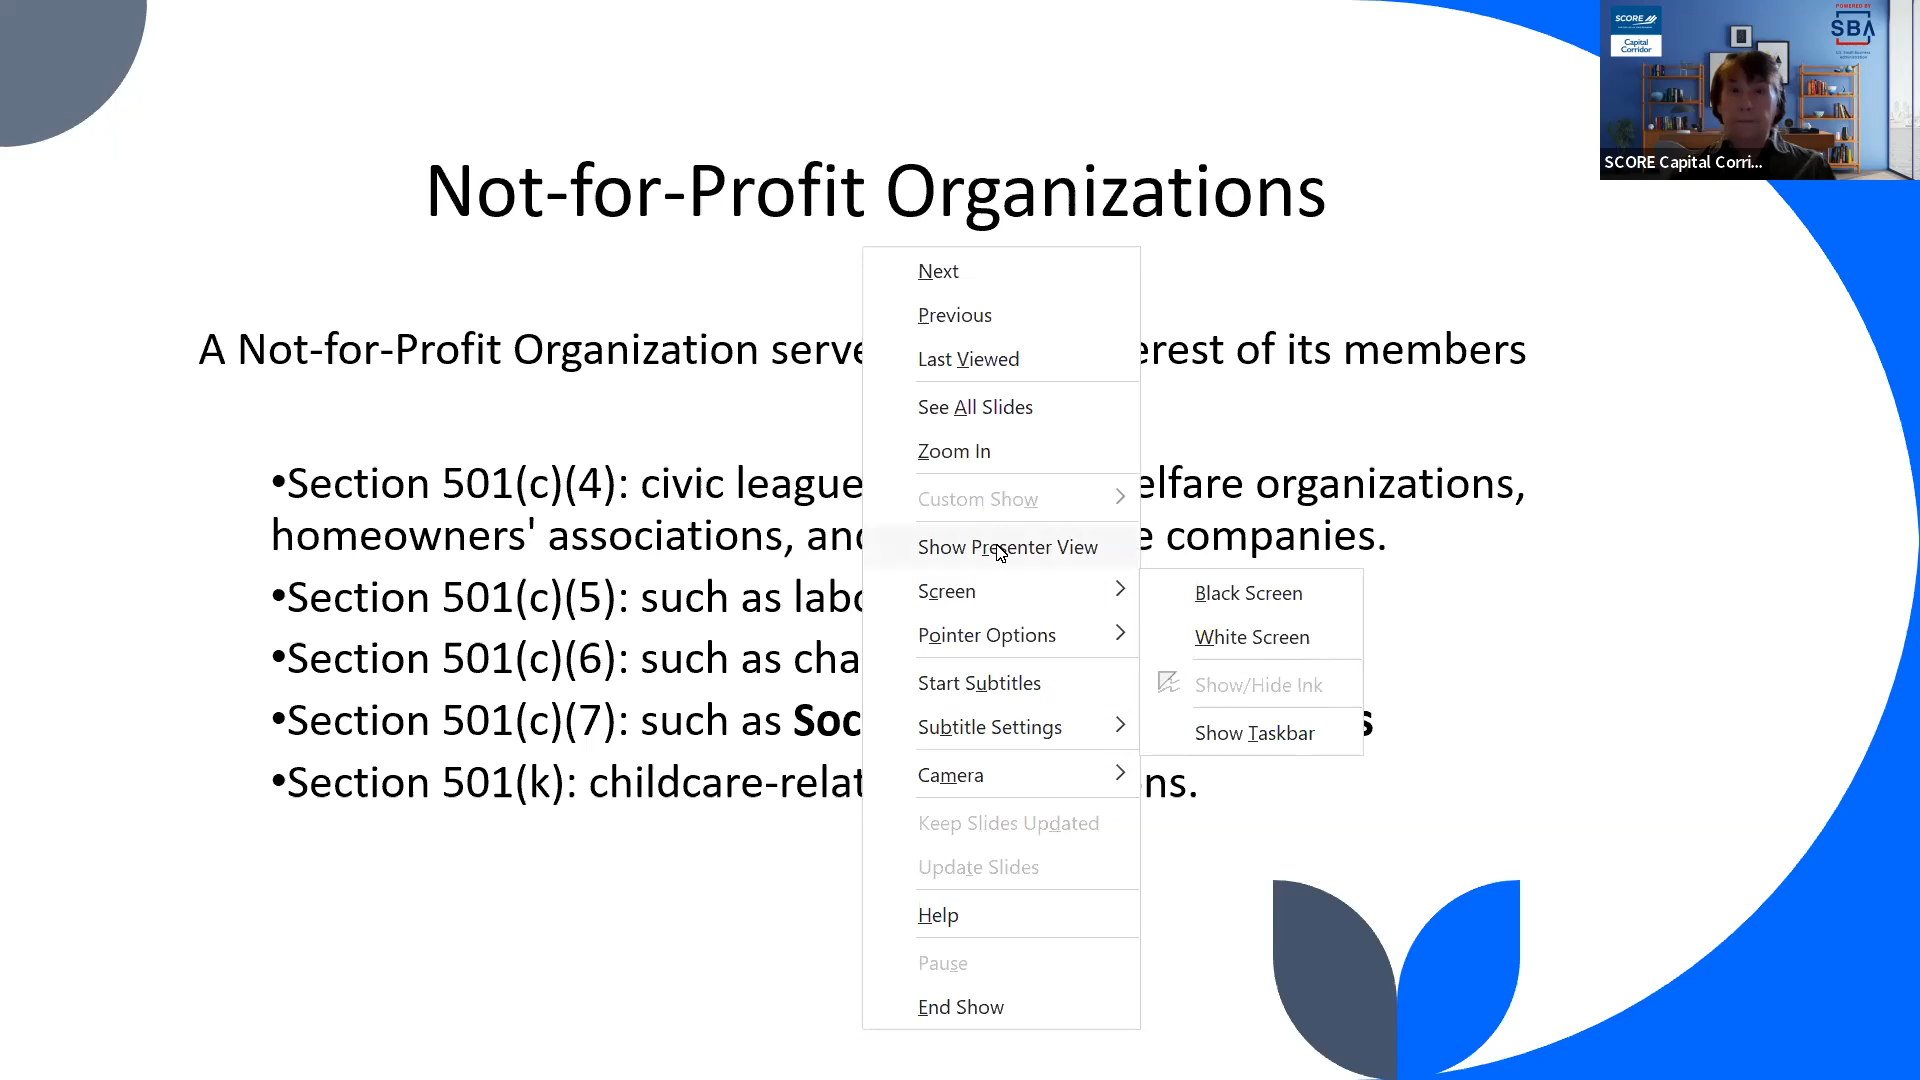 SCORE
Capital
Corridor
POWERED BY
SBA
SCORE Capital Corri...
Not-for-Profit Organizations
A Not-for-Profit Organization serve erest of its members
•Section 501(c)(4): civic league elfare organizations,
homeowners' associations, and e companies.
•Section 501(c)(5): such as labo
•Section 501(c)(6): such as cha
•Section 501(c)(7): such as Soc s
•Section 501(k): childcare-relat ns.
Next
Previous
Last Viewed
See All Slides
Zoom In
Custom Show
Show Presenter View
Screen
Pointer Options
Start Subtitles
Subtitle Settings
Camera
Keep Slides Updated
Update Slides
Help
Pause
End Show
Black Screen
White Screen
Show/Hide Ink
Show Taskbar